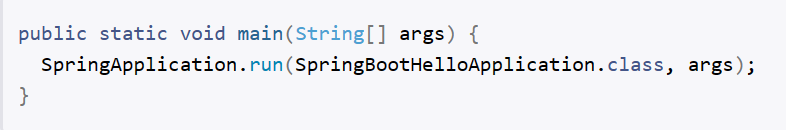 public static void main(String[] args) {
  SpringApplication.run(SpringBootHelloApplication.class, args);
}